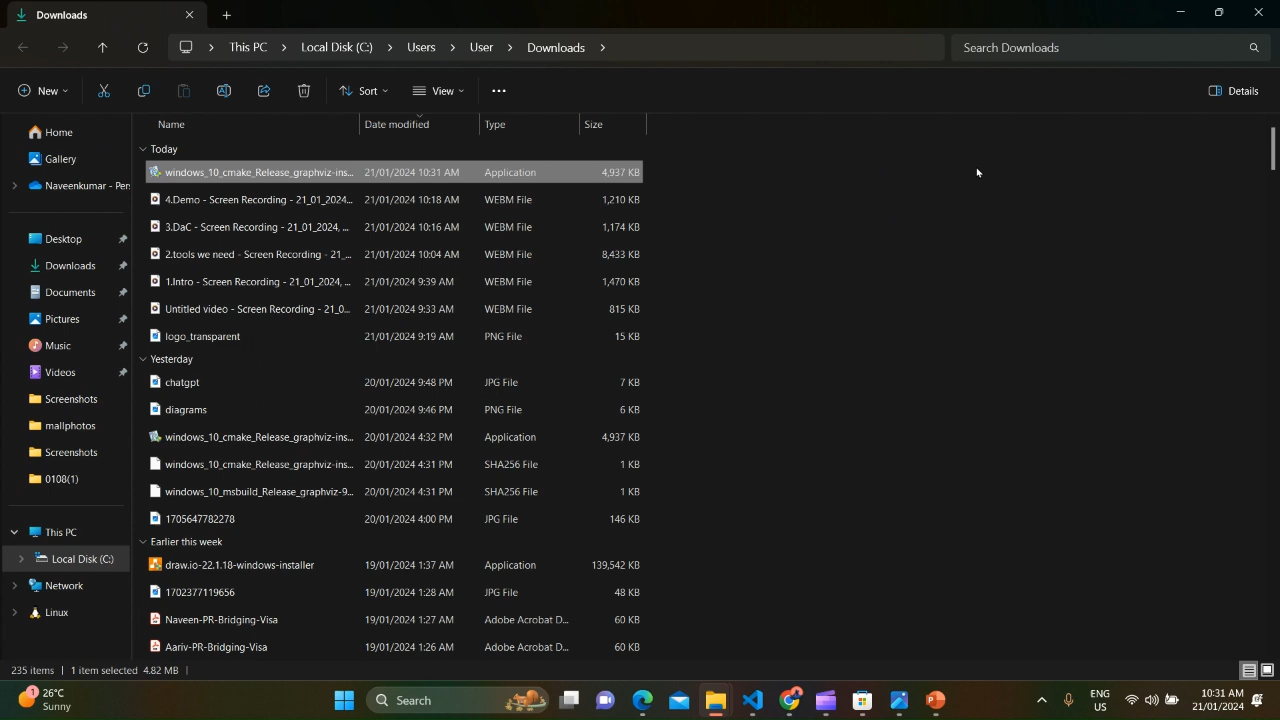 Downloads
This PC Local Disk (C:) Users User Downloads
Search Downloads
New
Sort
View
Details
Name Date modified Type Size
Home
Gallery
Naveenkumar - Pers
Desktop
Downloads
Documents
Pictures
Music
Videos
Screenshots
mallphotos
Screenshots
0108(1)
This PC
Local Disk (C:)
Network
Linux
Today
windows_10_cmake_Release_graphviz-ins... 21/01/2024 10:31 AM Application 4,937 KB
4.Demo - Screen Recording - 21_01_2024... 21/01/2024 10:18 AM WEBM File 1,210 KB
3.DaC - Screen Recording - 21_01_2024, ... 21/01/2024 10:16 AM WEBM File 1,174 KB
2.tools we need - Screen Recording - 21_... 21/01/2024 10:04 AM WEBM File 8,433 KB
1.Intro - Screen Recording - 21_01_2024, ... 21/01/2024 9:39 AM WEBM File 1,470 KB
Untitled video - Screen Recording - 21_0... 21/01/2024 9:33 AM WEBM File 815 KB
logo_transparent 21/01/2024 9:19 AM PNG File 15 KB
Yesterday
chatgpt 20/01/2024 9:48 PM JPG File 7 KB
diagrams 20/01/2024 9:46 PM PNG File 6 KB
windows_10_cmake_Release_graphviz-ins... 20/01/2024 4:32 PM Application 4,937 KB
windows_10_cmake_Release_graphviz-ins... 20/01/2024 4:31 PM SHA256 File 1 KB
windows_10_msbuild_Release_graphviz-9... 20/01/2024 4:31 PM SHA256 File 1 KB
1705647782278 20/01/2024 4:00 PM JPG File 146 KB
Earlier this week
draw.io-22.1.18-windows-installer 19/01/2024 1:37 AM Application 139,542 KB
1702377119656 19/01/2024 1:28 AM JPG File 48 KB
Naveen-PR-Bridging-Visa 19/01/2024 1:27 AM Adobe Acrobat D... 60 KB
Aariv-PR-Bridging-Visa 19/01/2024 1:26 AM Adobe Acrobat D... 60 KB
235 items 1 item selected 4.82 MB
1
26°C
Sunny
Search
ENG
US
10:31 AM
21/01/2024